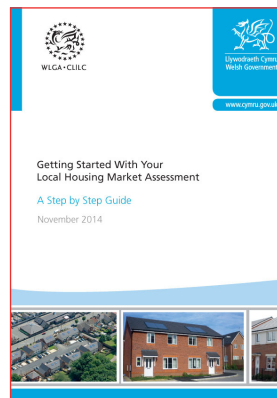 WLGA•CLILC
Llywodraeth Cymru
Welsh Government
www.cymru.gov.uk
Getting Started With Your
Local Housing Market Assessment
A Step by Step Guide
November 2014